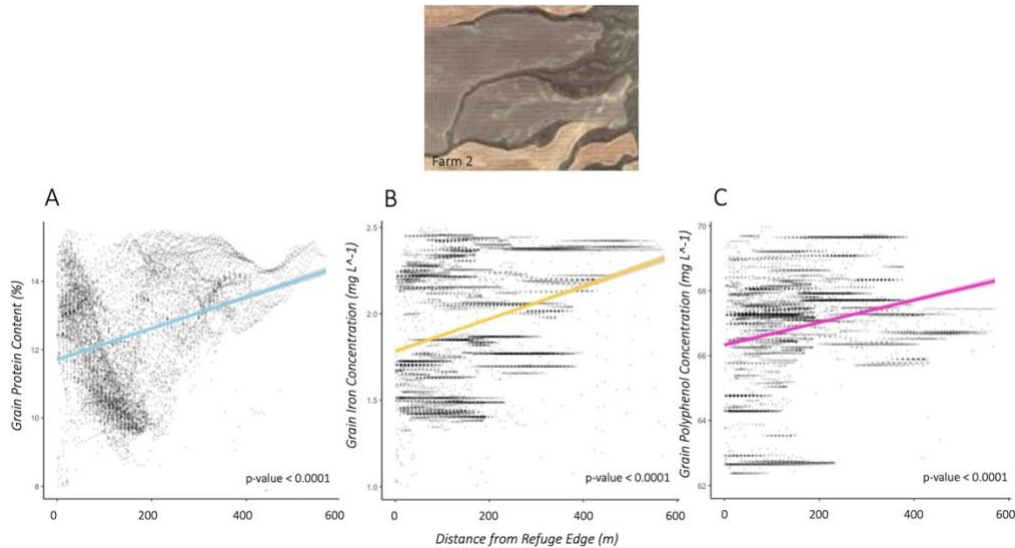 Farm 2
A
B
C
Grain Protein Content (%)
14
12
10
8
0
200
400
p-value < 0.0001
Grain Iron Concentration (mg L^-1)
2.5
2.0
1.5
1.0
0
200
400
p-value < 0.0001
Grain Polyphenol Concentration (mg L^-1)
70
68
66
64
62
0
200
400
600
p-value < 0.0001
Distance from Refuge Edge (m)